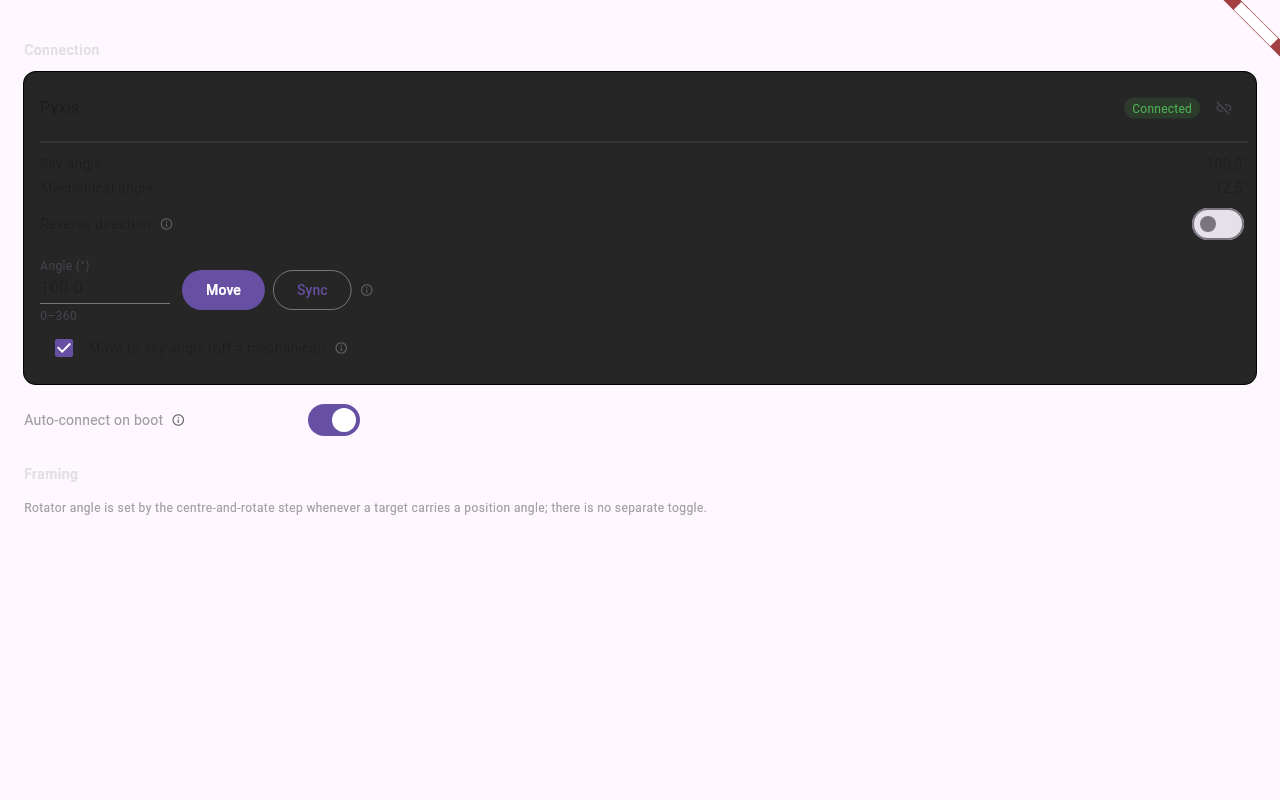 Connection
Pyxis
Connected
Sky angle 100.0°
Mechanical angle 12.5°
Reverse direction
Angle (°)
100.0
Move
Sync
0–360
Move to sky angle (off = mechanical)
Auto-connect on boot
Framing
Rotator angle is set by the centre-and-rotate step whenever a target carries a position angle; there is no separate toggle.